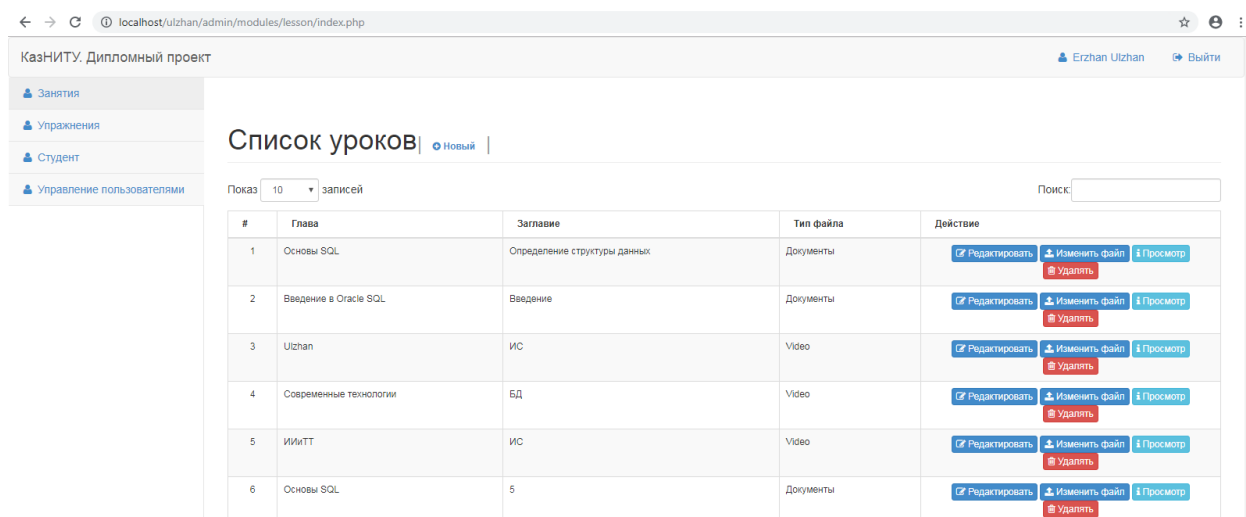 localhost/ulzhan/admin/modules/lesson/index.php
КазНИТУ. Дипломный проект Erzhan Ulzhan Выйти
Занятия
Упражнения
Студент
Управление пользователями
Список уроков| Новый |
Показ 10 записей Поиск:
# Глава Заглавие Тип файла Действие
1 Основы SQL Определение структуры данных Документы Редактировать Изменить файл Просмотр
Удалять
2 Введение в Oracle SQL Введение Документы Редактировать Изменить файл Просмотр
Удалять
3 Ulzhan ИС Video Редактировать Изменить файл Просмотр
Удалять
4 Современные технологии БД Video Редактировать Изменить файл Просмотр
Удалять
5 ИИиТТ ИС Video Редактировать Изменить файл Просмотр
Удалять
6 Основы SQL 5 Документы Редактировать Изменить файл Просмотр
Удалять